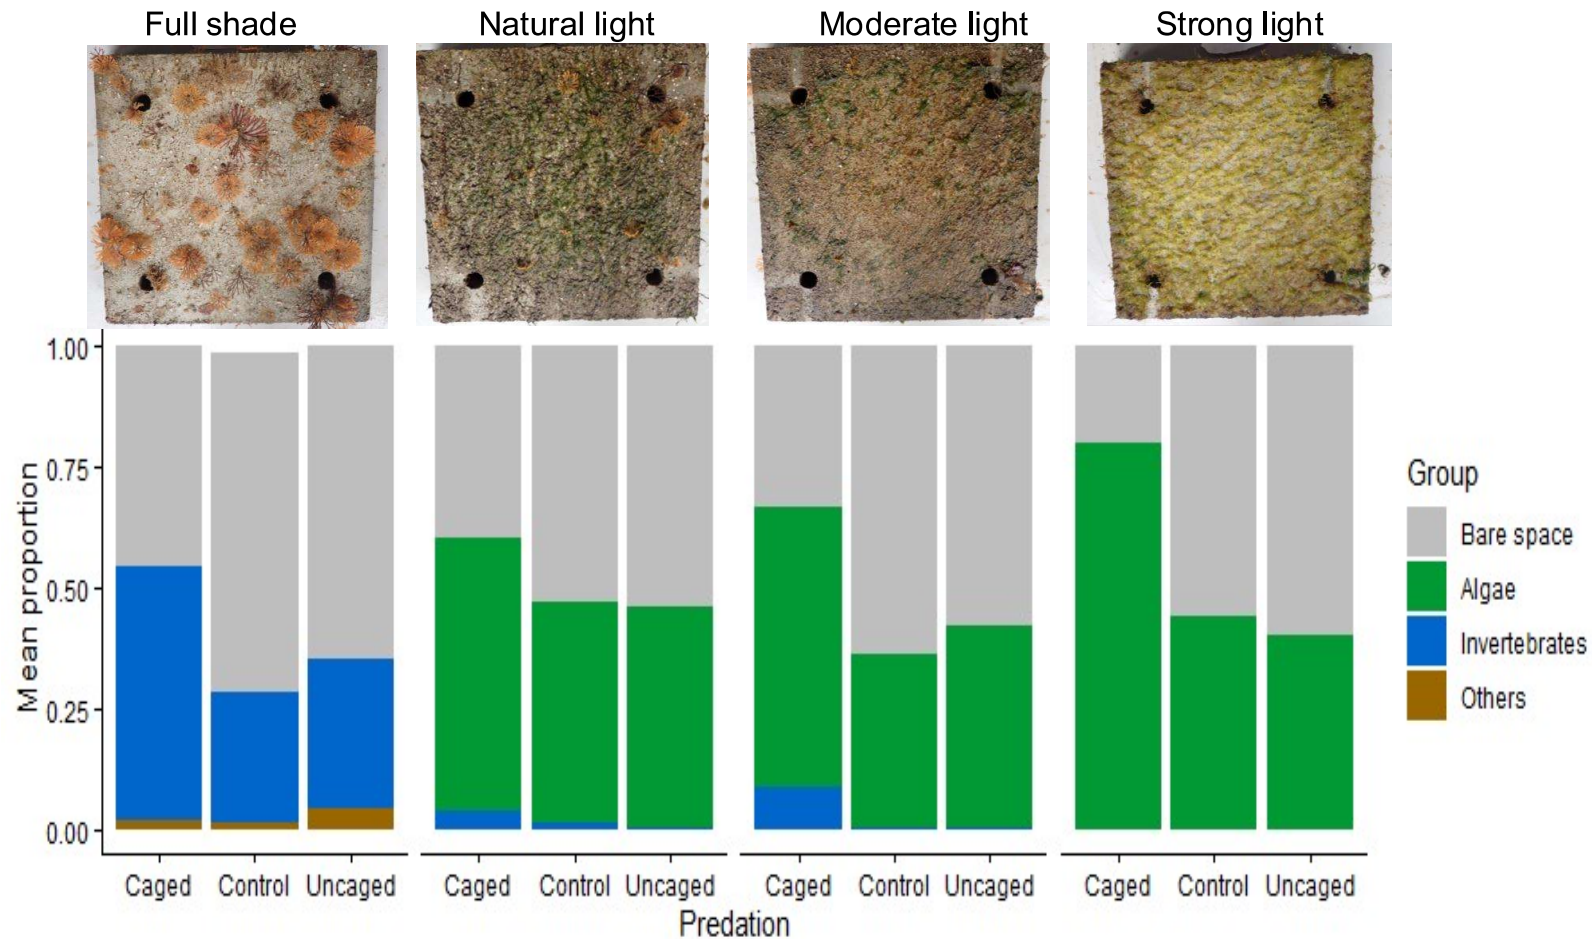 Full shade
Natural light
Moderate light
Strong light
Mean proportion
1.00
0.75
0.50
0.25
0.00
Caged
Control
Uncaged
Caged
Control
Uncaged
Caged
Control
Uncaged
Caged
Control
Uncaged
Predation
Group
Bare space
Algae
Invertebrates
Others